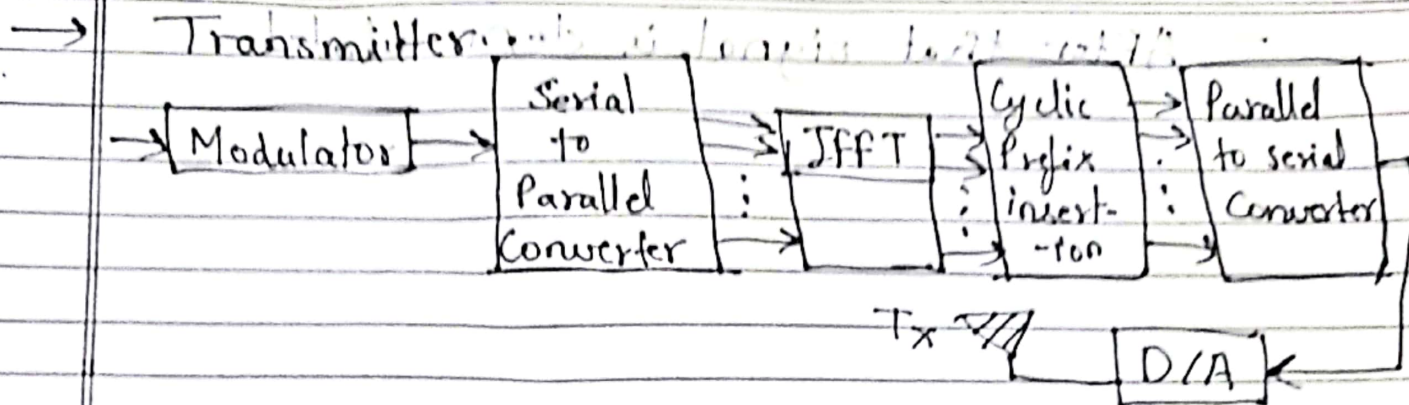 → Transmitter
Modulator
Serial
to
Parallel
Converter
IFFT
Cyclic
Prefix
insert-
-ion
Parallel
to serial
Converter
Tx
D/A